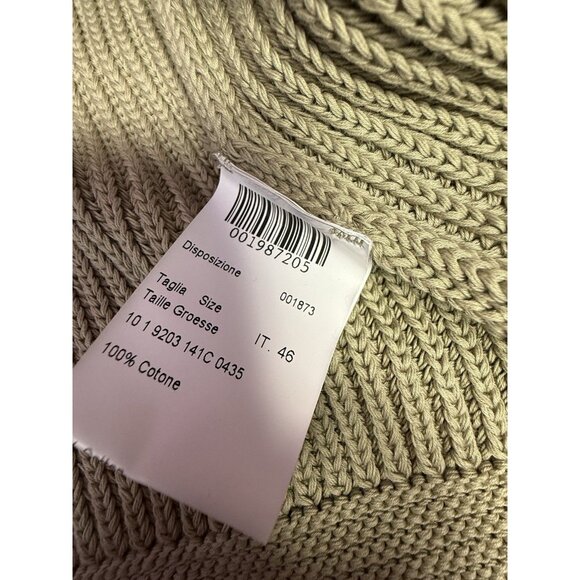 001987205
Disposizione 001873
Taglia Size
Taille Groesse IT. 46
10 1 9203 141C 0435
100% Cotone